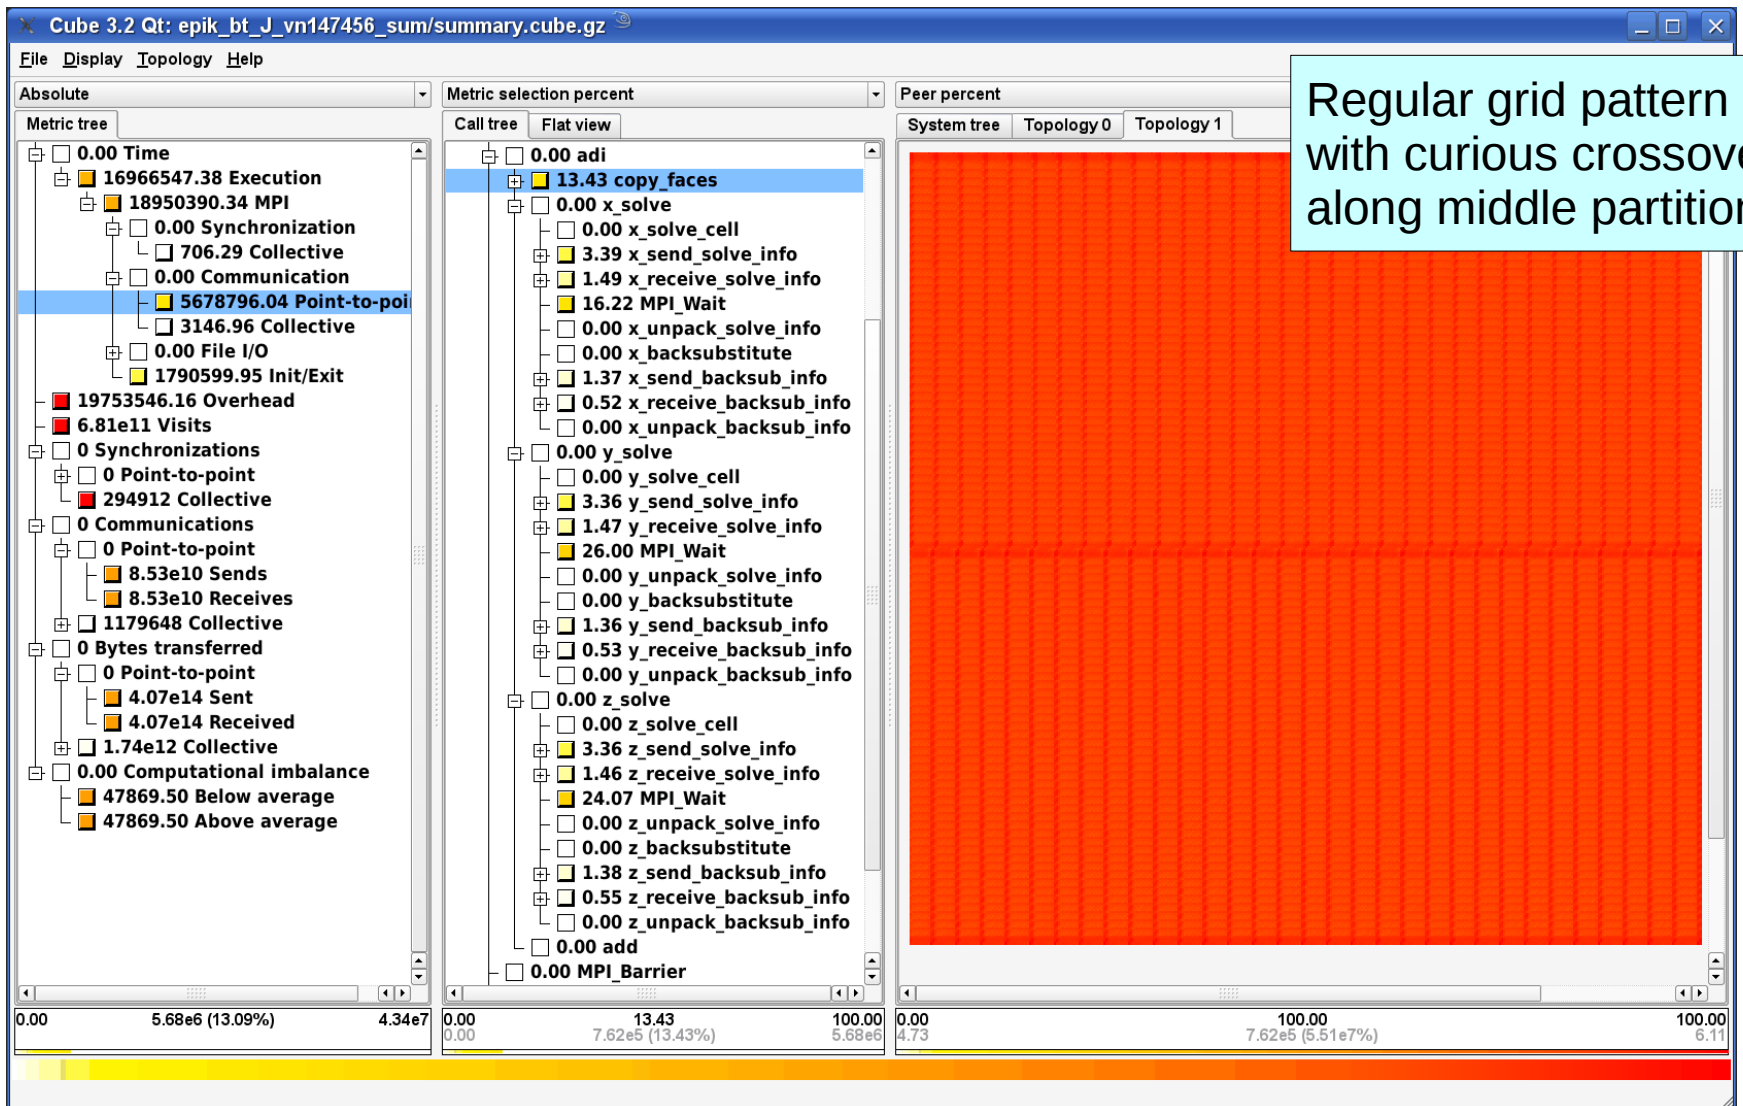 Cube 3.2 Qt: epik_bt_J_vn147456_sum/summary.cube.gz
File Display Topology Help
Absolute
Metric tree
0.00 Time
16966547.38 Execution
18950390.34 MPI
0.00 Synchronization
706.29 Collective
0.00 Communication
5678796.04 Point-to-poi
3146.96 Collective
0.00 File I/O
1790599.95 Init/Exit
19753546.16 Overhead
6.81e11 Visits
0 Synchronizations
0 Point-to-point
294912 Collective
0 Communications
0 Point-to-point
8.53e10 Sends
8.53e10 Receives
1179648 Collective
0 Bytes transferred
0 Point-to-point
4.07e14 Sent
4.07e14 Received
1.74e12 Collective
0.00 Computational imbalance
47869.50 Below average
47869.50 Above average
0.00 5.68e6 (13.09%) 4.34e7
Metric selection percent
Call tree Flat view
0.00 adi
13.43 copy_faces
0.00 x_solve
0.00 x_solve_cell
3.39 x_send_solve_info
1.49 x_receive_solve_info
16.22 MPI_Wait
0.00 x_unpack_solve_info
0.00 x_backsubstitute
1.37 x_send_backsub_info
0.52 x_receive_backsub_info
0.00 x_unpack_backsub_info
0.00 y_solve
0.00 y_solve_cell
3.36 y_send_solve_info
1.47 y_receive_solve_info
26.00 MPI_Wait
0.00 y_unpack_solve_info
0.00 y_backsubstitute
1.36 y_send_backsub_info
0.53 y_receive_backsub_info
0.00 y_unpack_backsub_info
0.00 z_solve
0.00 z_solve_cell
3.36 z_send_solve_info
1.46 z_receive_solve_info
24.07 MPI_Wait
0.00 z_unpack_solve_info
0.00 z_backsubstitute
1.38 z_send_backsub_info
0.55 z_receive_backsub_info
0.00 z_unpack_backsub_info
0.00 add
0.00 MPI_Barrier
0.00 13.43 100.00
0.00 7.62e5 (13.43%) 5.68e6
Peer percent
System tree Topology 0 Topology 1
Regular grid pattern
with curious crossove
along middle partition
0.00 100.00 100.00
4.73 7.62e5 (5.51e7%) 6.11